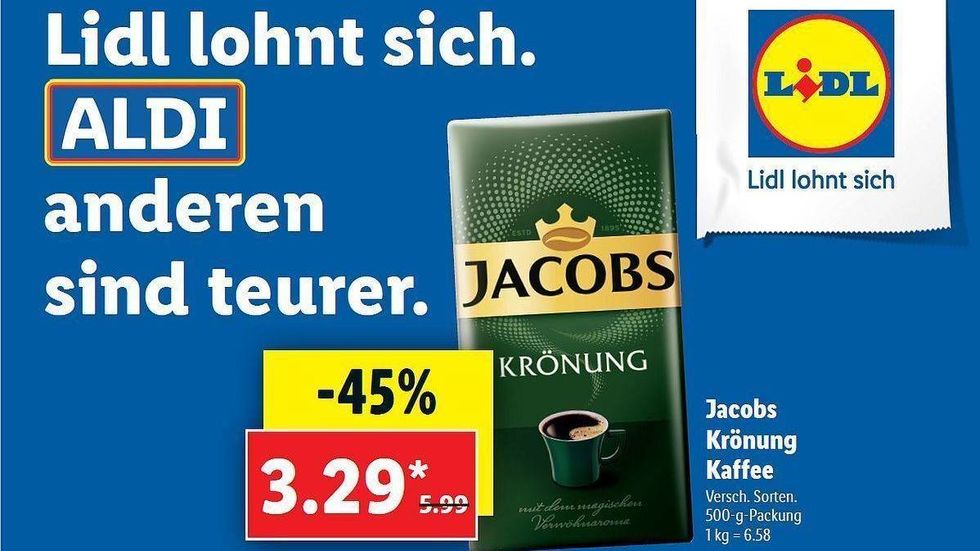 Lidl lohnt sich.
ALDI
anderen
sind teurer.
LIDL
Lidl lohnt sich
ESTD 1895
JACOBS
KRÖNUNG
mit dem magischen
Verwöhnaroma
-45%
3.29*
5.99
Jacobs
Krönung
Kaffee
Versch. Sorten.
500-g-Packung
1 kg = 6.58